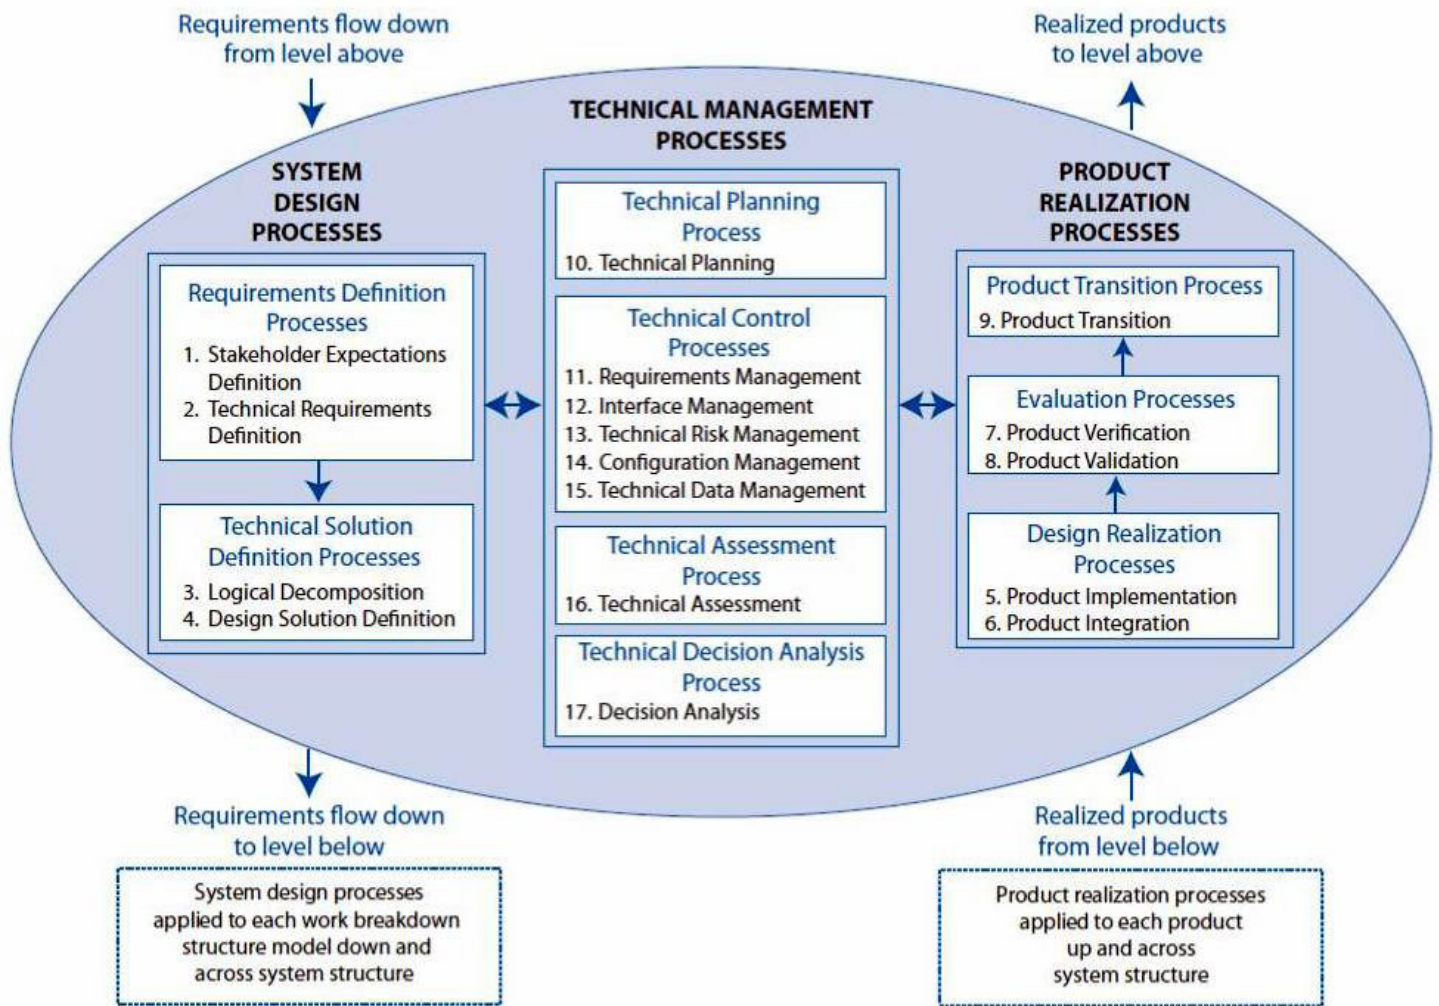 Requirements flow down
from level above
Realized products
to level above
TECHNICAL MANAGEMENT
PROCESSES
SYSTEM
DESIGN
PROCESSES
Requirements Definition
Processes
1. Stakeholder Expectations
Definition
2. Technical Requirements
Definition
Technical Solution
Definition Processes
3. Logical Decomposition
4. Design Solution Definition
Technical Planning
Process
10. Technical Planning
Technical Control
Processes
11. Requirements Management
12. Interface Management
13. Technical Risk Management
14. Configuration Management
15. Technical Data Management
Technical Assessment
Process
16. Technical Assessment
Technical Decision Analysis
Process
17. Decision Analysis
PRODUCT
REALIZATION
PROCESSES
Product Transition Process
9. Product Transition
Evaluation Processes
7. Product Verification
8. Product Validation
Design Realization
Processes
5. Product Implementation
6. Product Integration
Requirements flow down
to level below
System design processes
applied to each work breakdown
structure model down and
across system structure
Realized products
from level below
Product realization processes
applied to each product
up and across
system structure